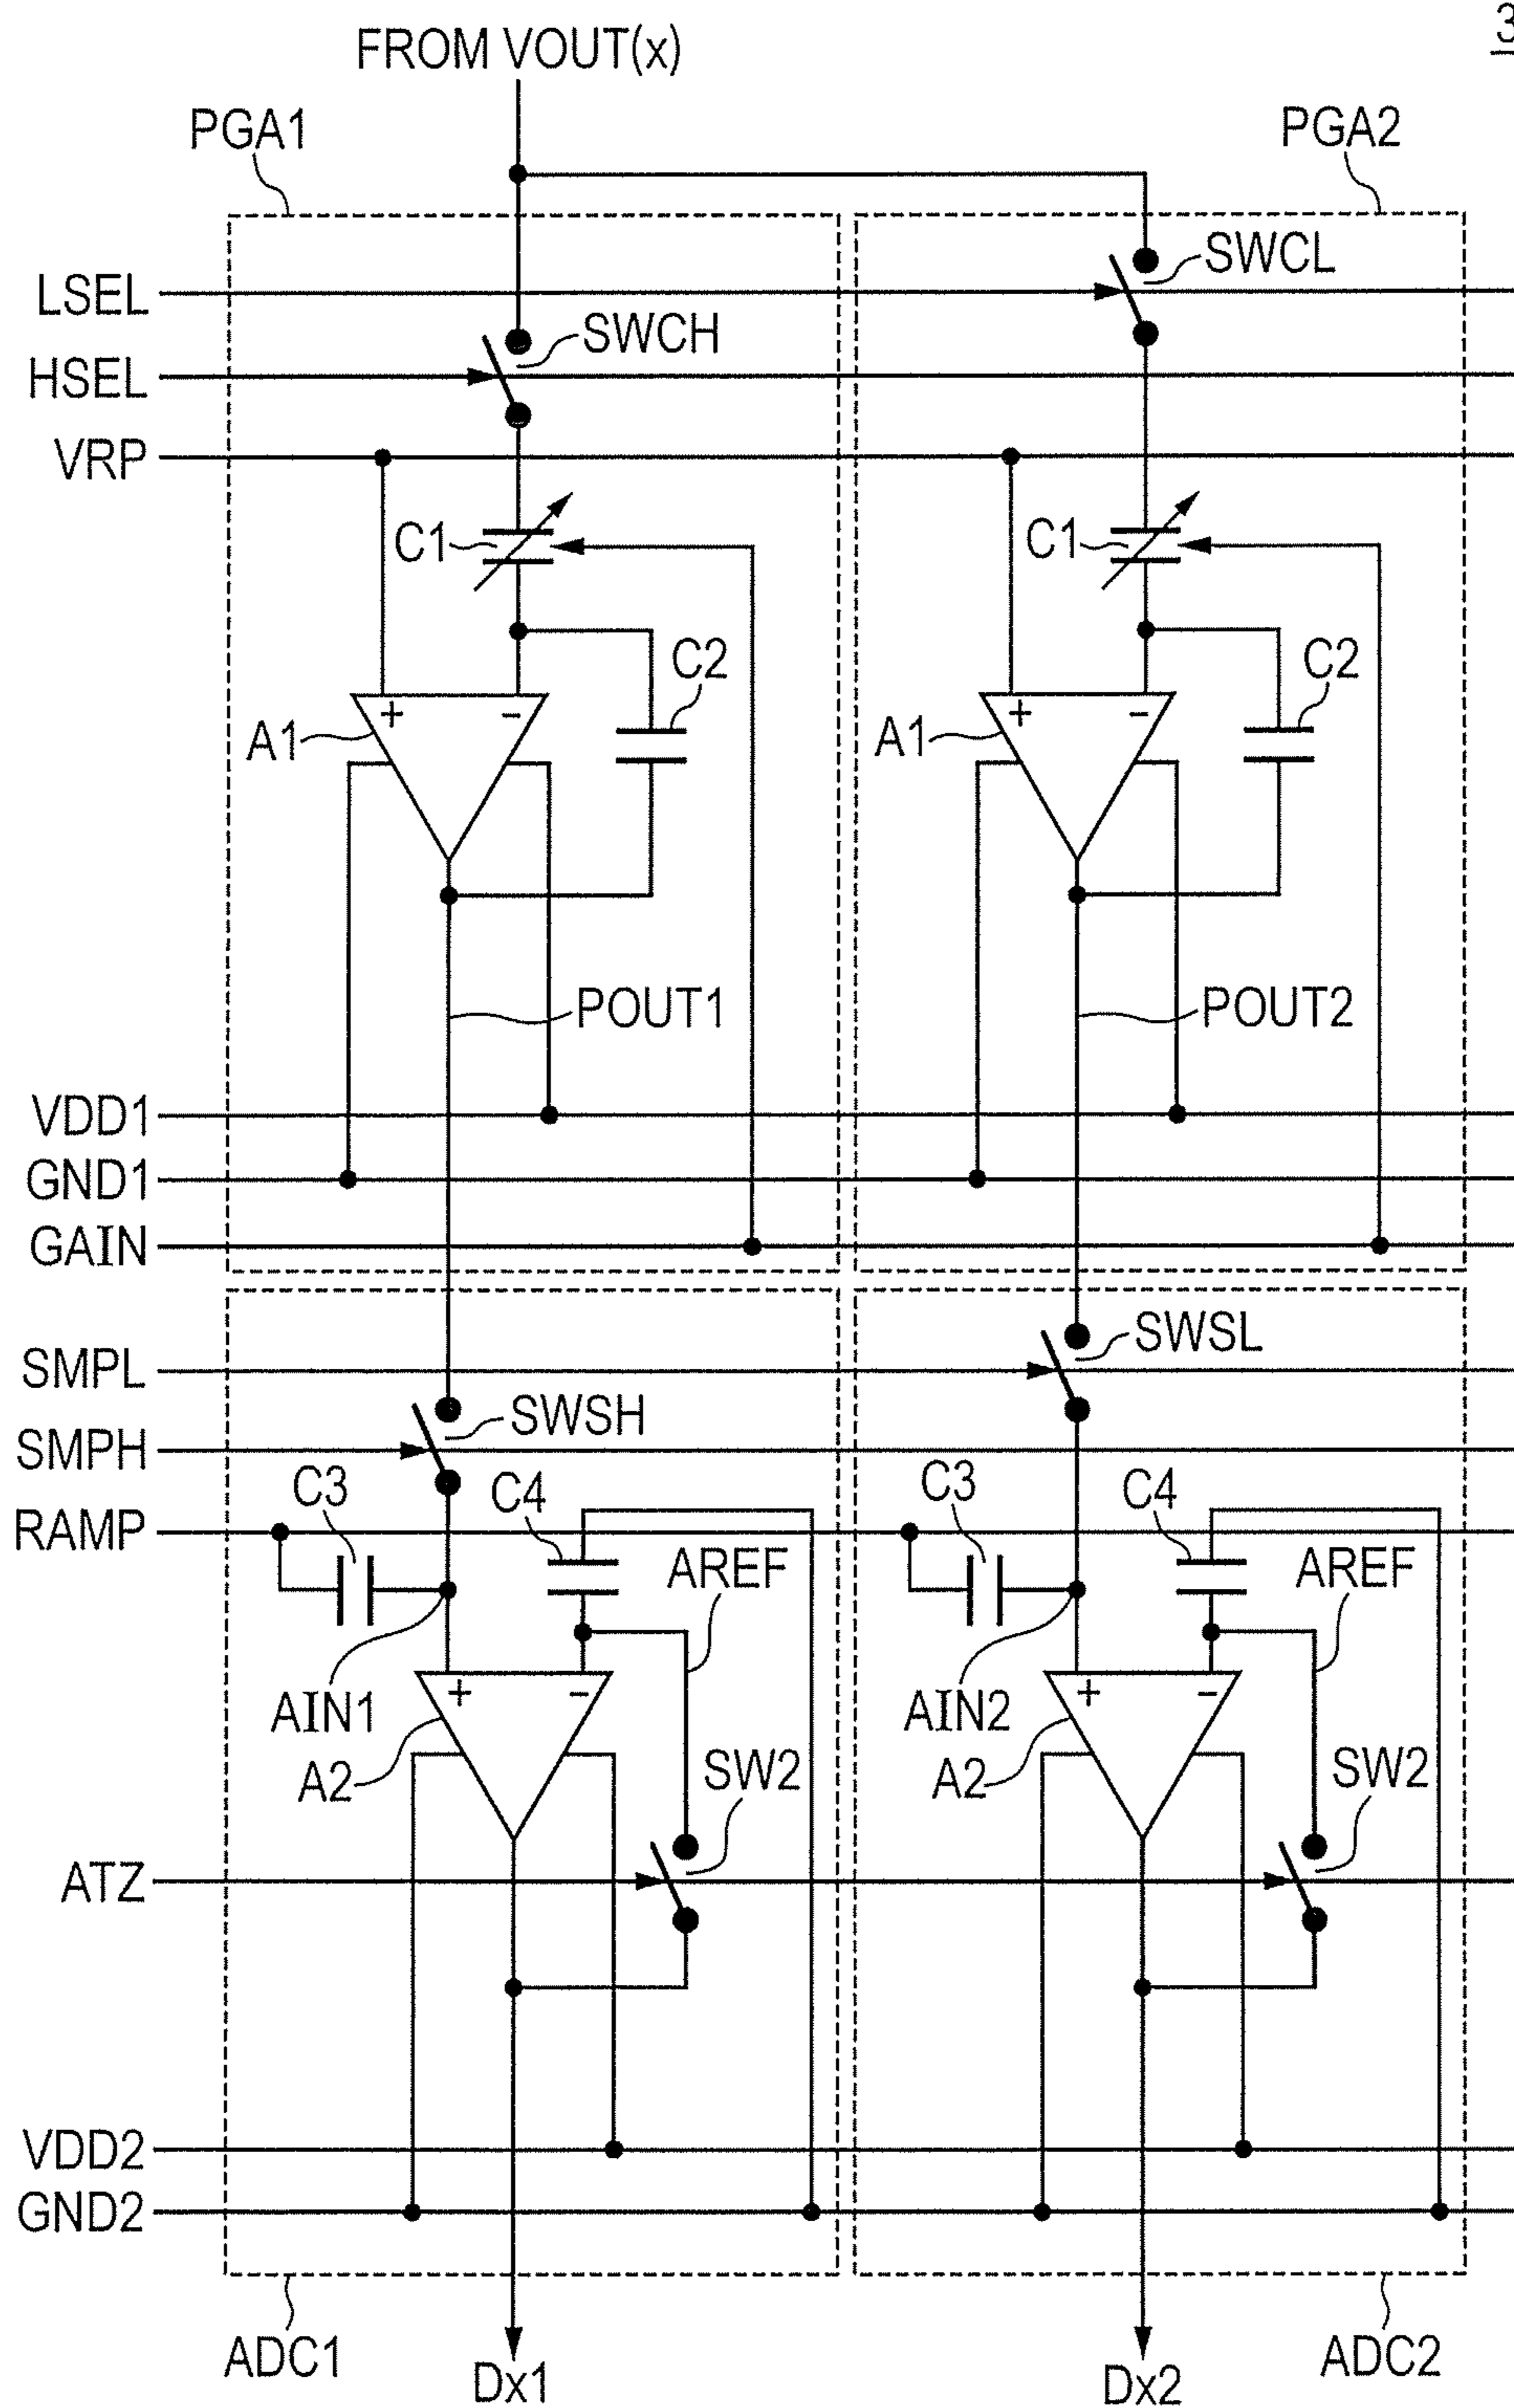 3
FROM VOUT(x)
PGA1
PGA2
LSEL
SWCL
HSEL
SWCH
VRP
C1
C1
C2
C2
A1
+ -
A1
+ -
POUT1
POUT2
VDD1
GND1
GAIN
SMPL
SWSL
SMPH
SWSH
RAMP
C3
C4
C3
C4
AREF
AREF
AIN1
+ -
AIN2
+ -
A2
SW2
A2
SW2
ATZ
VDD2
GND2
ADC1
Dx1
Dx2
ADC2